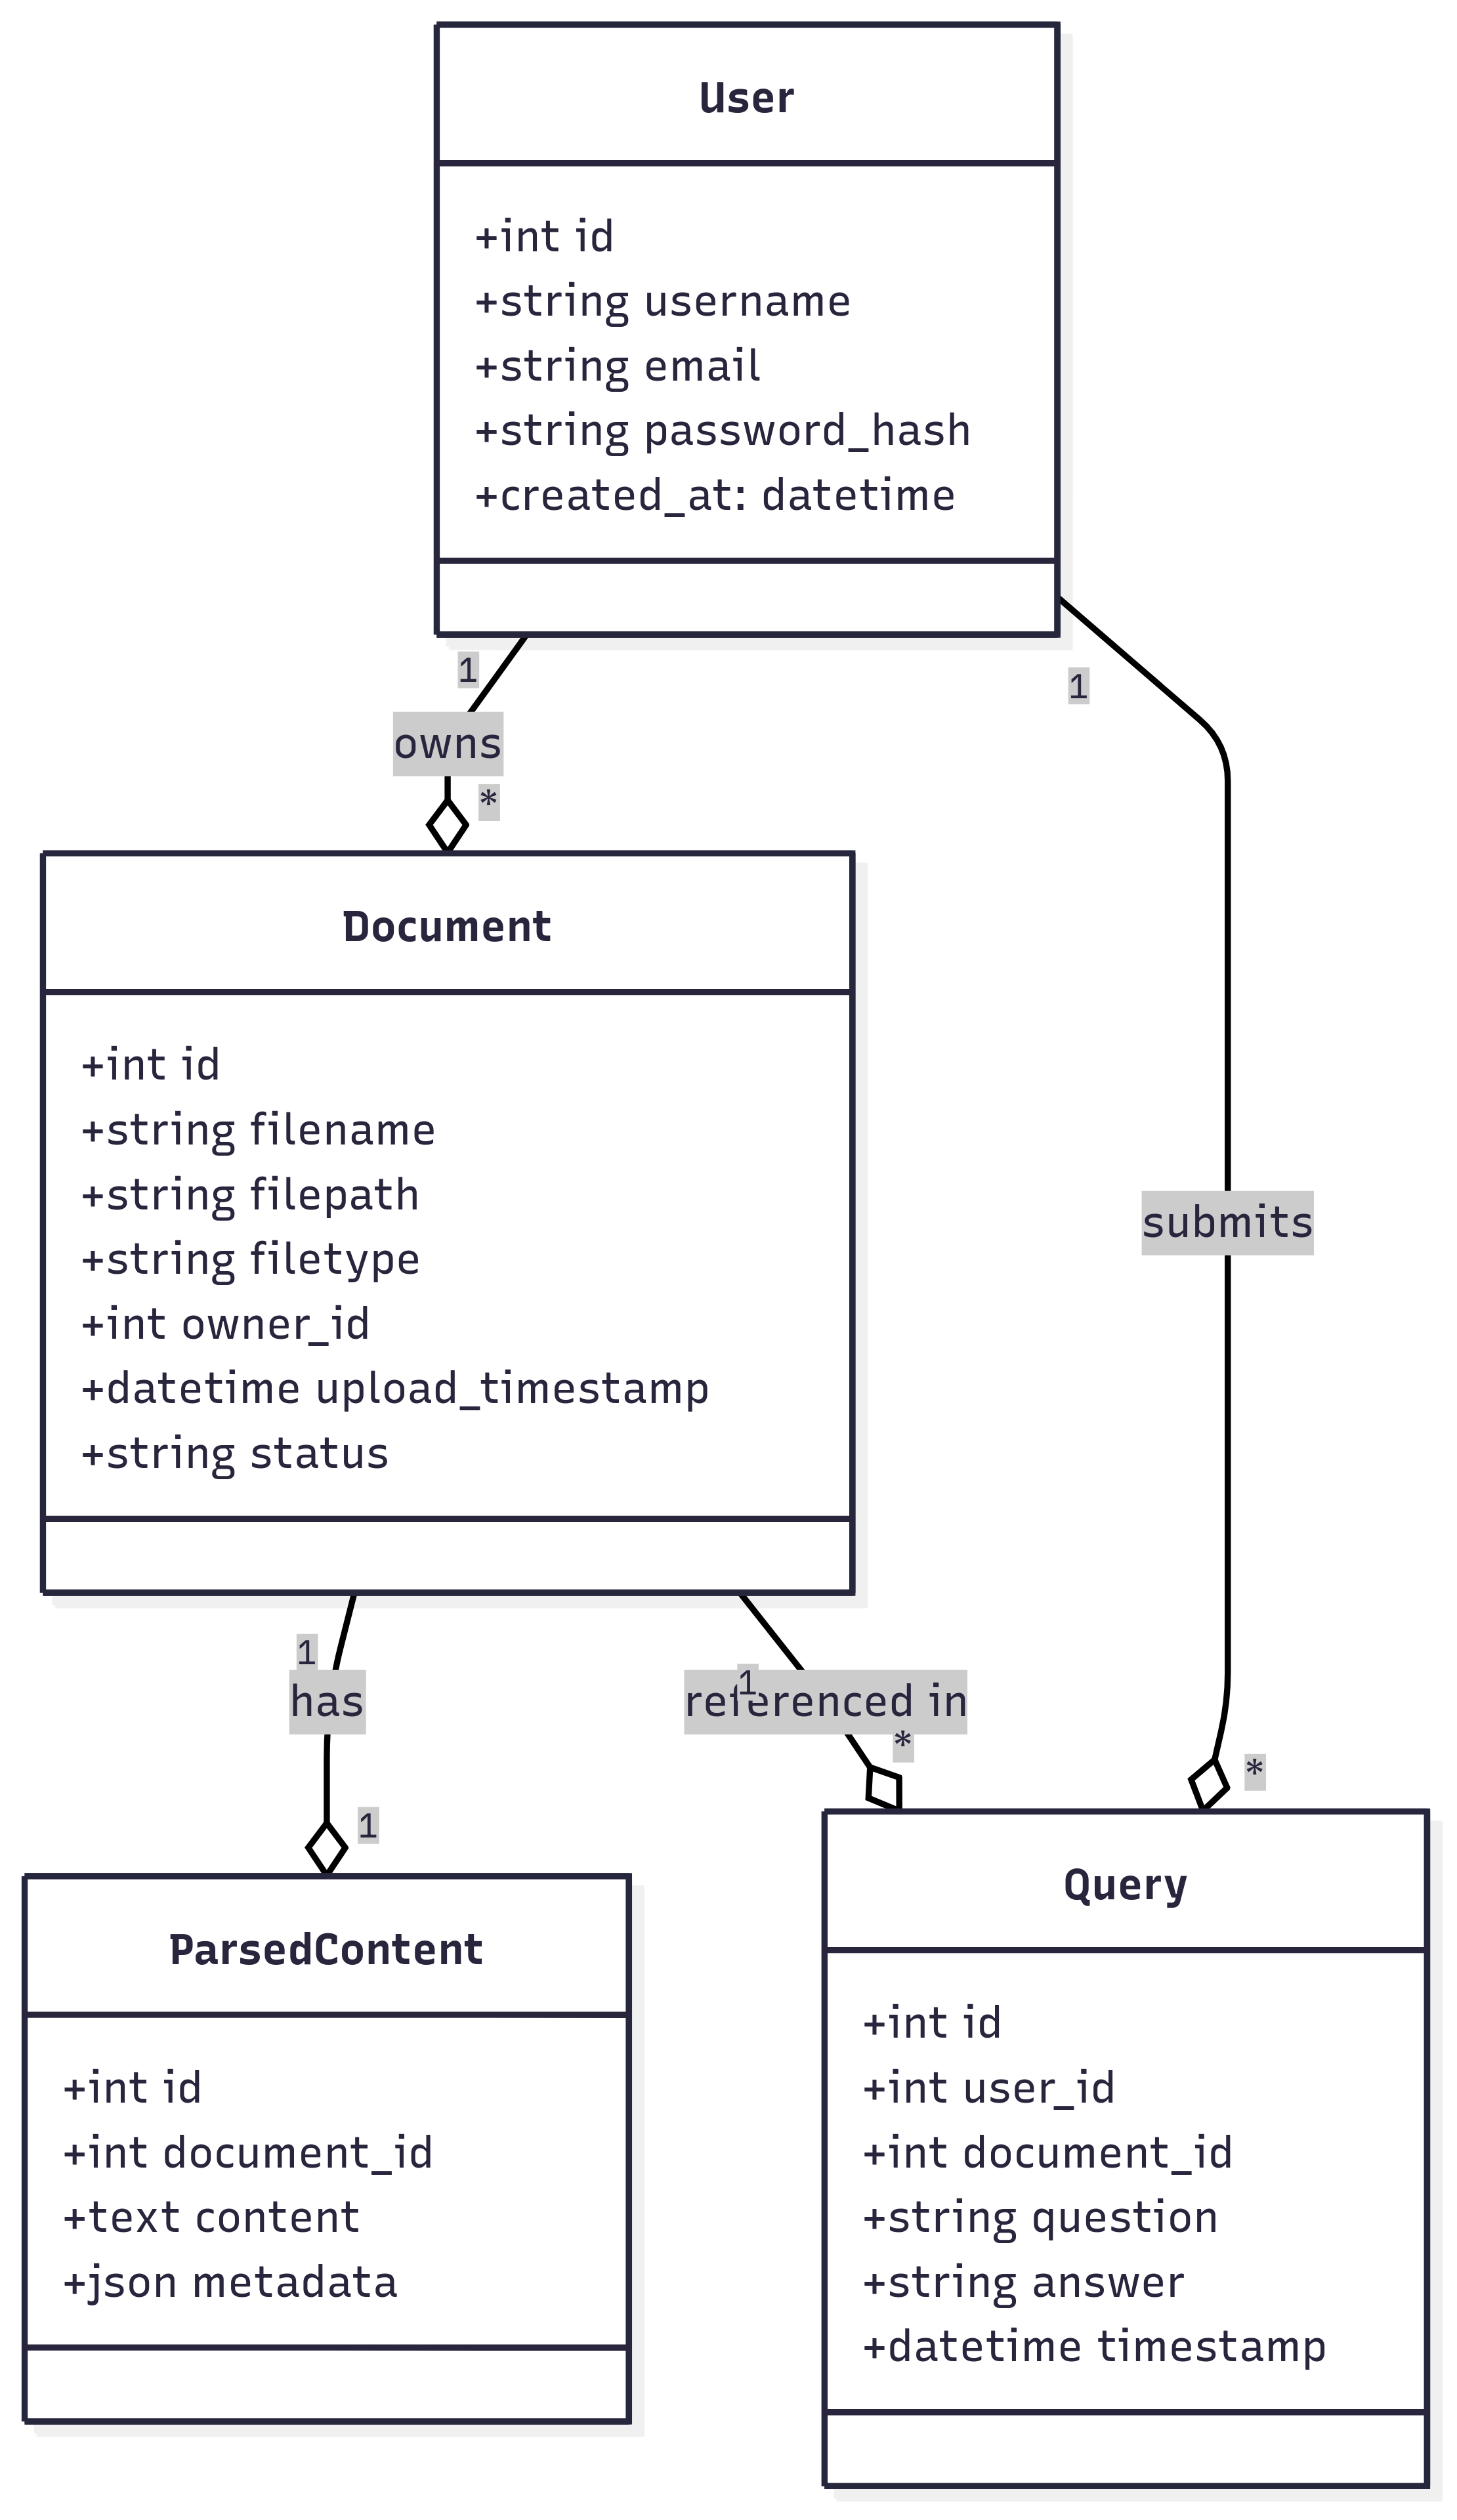 User
+int id
+string username
+string email
+string password_hash
+created_at: datetime
1
1
owns
*
Document
+int id
+string filename
+string filepath
+string filetype
+int owner_id
+datetime upload_timestamp
+string status
submits
1
has
1
referenced in
*
*
1
ParsedContent
+int id
+int document_id
+text content
+json metadata
Query
+int id
+int user_id
+int document_id
+string question
+string answer
+datetime timestamp